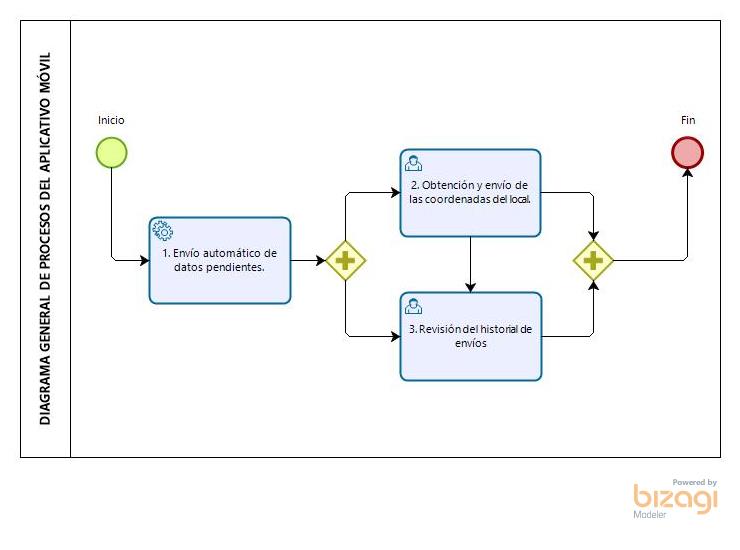 DIAGRAMA GENERAL DE PROCESOS DEL APLICATIVO MÓVIL
Inicio
Fin
1. Envío automático de
datos pendientes.
2. Obtención y envío de
las coordenadas del local.
3. Revisión del historial de
envíos
Powered by
bizagi
Modeler